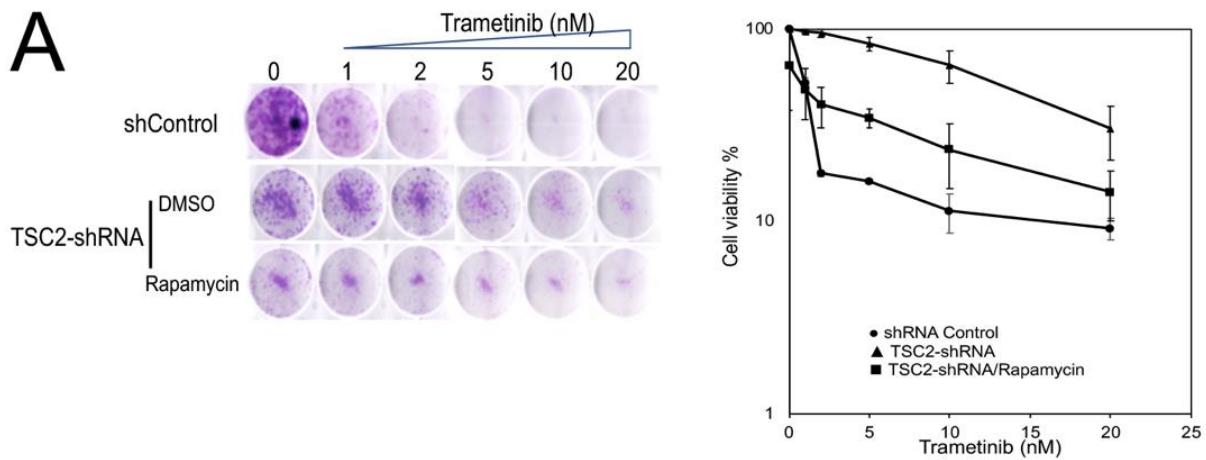 A
Trametinib (nM)
0 1 2 5 10 20
shControl
DMSO
TSC2-shRNA
Rapamycin
100
10
1
Cell viability %
0 5 10 15 20 25
Trametinib (nM)
shRNA Control
TSC2-shRNA
TSC2-shRNA/Rapamycin